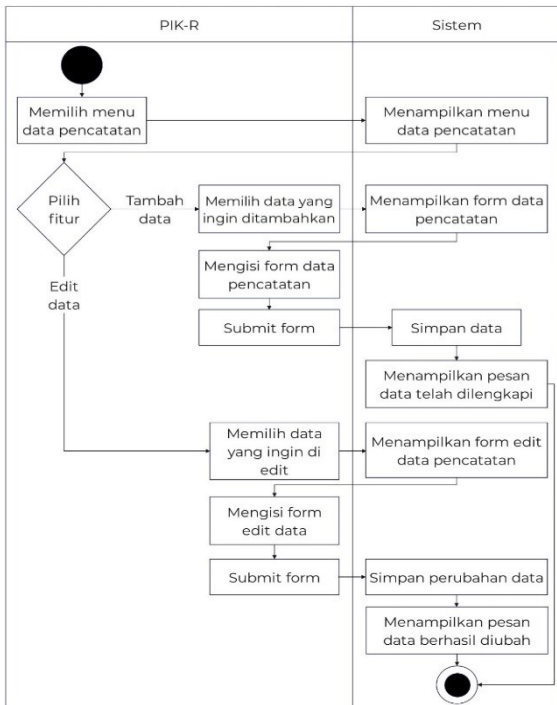 PIK-R
Sistem
Memilih menu
data pencatatan
Menampilkan menu
data pencatatan
Pilih
fitur
Tambah
data
Memilih data yang
ingin ditambahkan
Menampilkan form data
pencatatan
Mengisi form data
pencatatan
Submit form
Simpan data
Menampilkan pesan
data telah dilengkapi
Edit
data
Memilih data
yang ingin di
edit
Menampilkan form edit
data pencatatan
Mengisi form
edit data
Submit form
Simpan perubahan data
Menampilkan pesan
data berhasil diubah